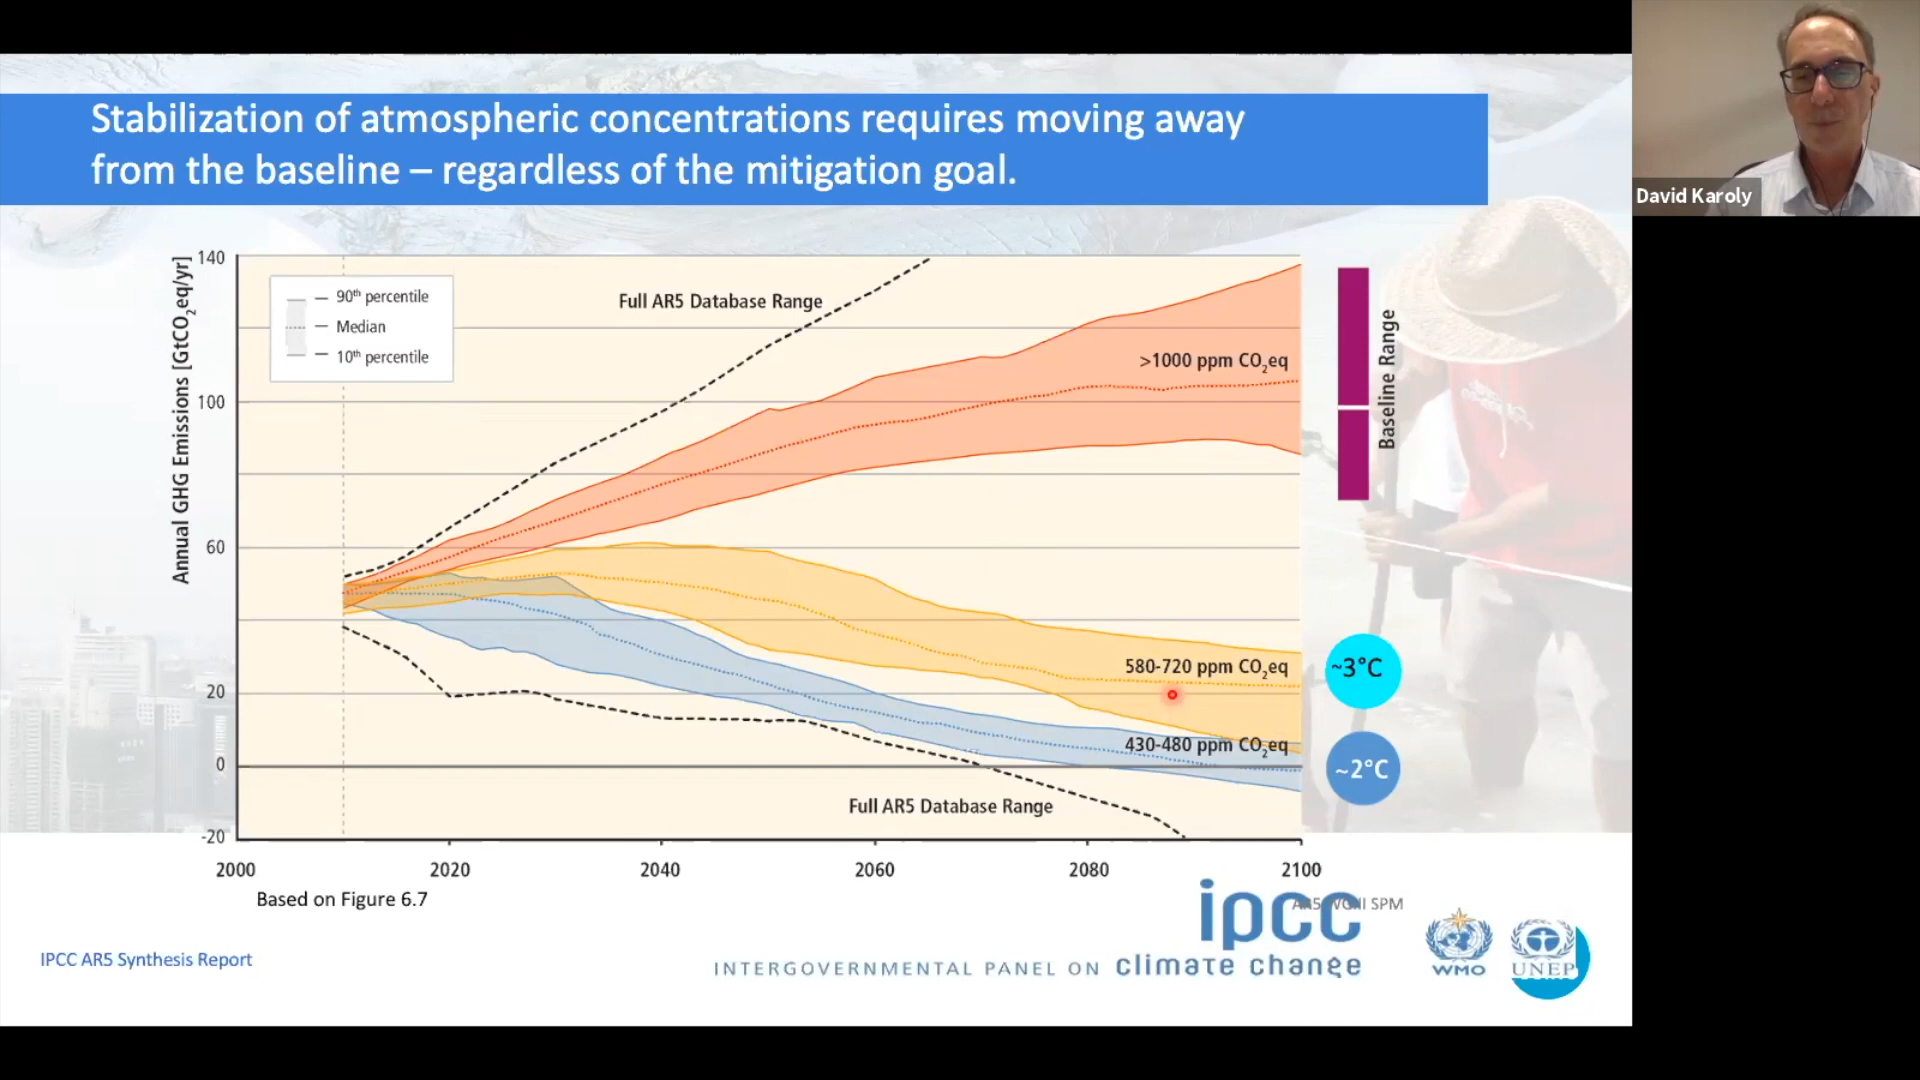 Stabilization of atmospheric concentrations requires moving away
from the baseline – regardless of the mitigation goal.
David Karoly
Annual GHG Emissions [GtCO₂eq/yr]
140
100
60
20
0
-20
90th percentile
Median
10th percentile
Full AR5 Database Range
>1000 ppm CO₂eq
580-720 ppm CO₂eq
430-480 ppm CO₂eq
Full AR5 Database Range
Baseline Range
~3°C
~2°C
2000
2020
2040
2060
2080
2100
Based on Figure 6.7
SPM
IPCC AR5 Synthesis Report
ipcc
INTERGOVERNMENTAL PANEL ON climate change
WMO
UNEP